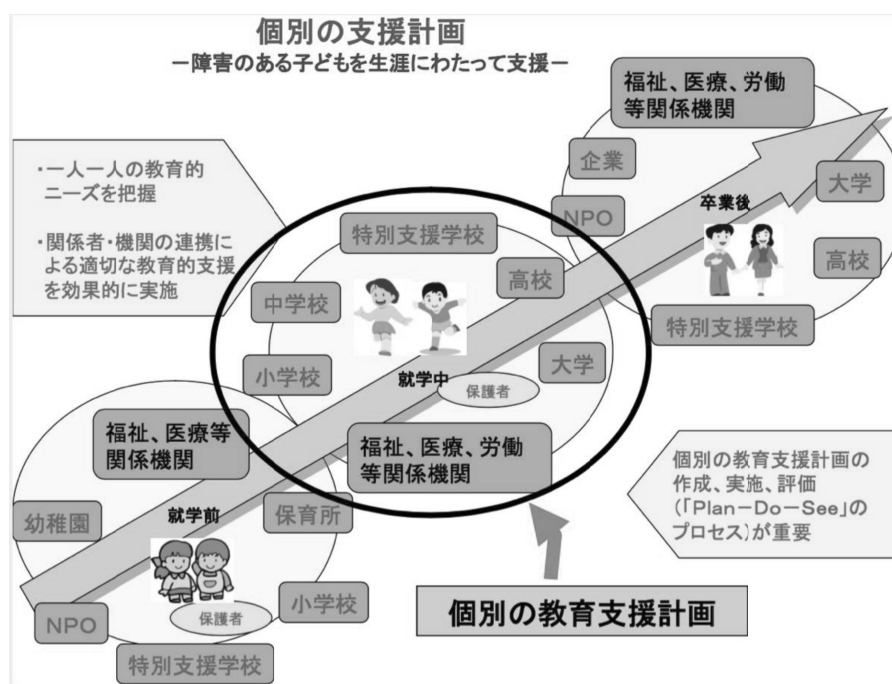 個別の支援計画
－障害のある子どもを生涯にわたって支援－
福祉、医療、労働
等関係機関
企業
大学
NPO
卒業後
高校
特別支援学校
・一人一人の教育的
ニーズを把握
・関係者・機関の連携に
よる適切な教育的支援
を効果的に実施
特別支援学校
中学校
高校
小学校
大学
就学中
保護者
福祉、医療、労働
等関係機関
福祉、医療等
関係機関
幼稚園
就学前
保育所
保護者
小学校
NPO
特別支援学校
個別の教育支援計画の
作成、実施、評価
(「Plan－Do－See」の
プロセス)が重要
個別の教育支援計画